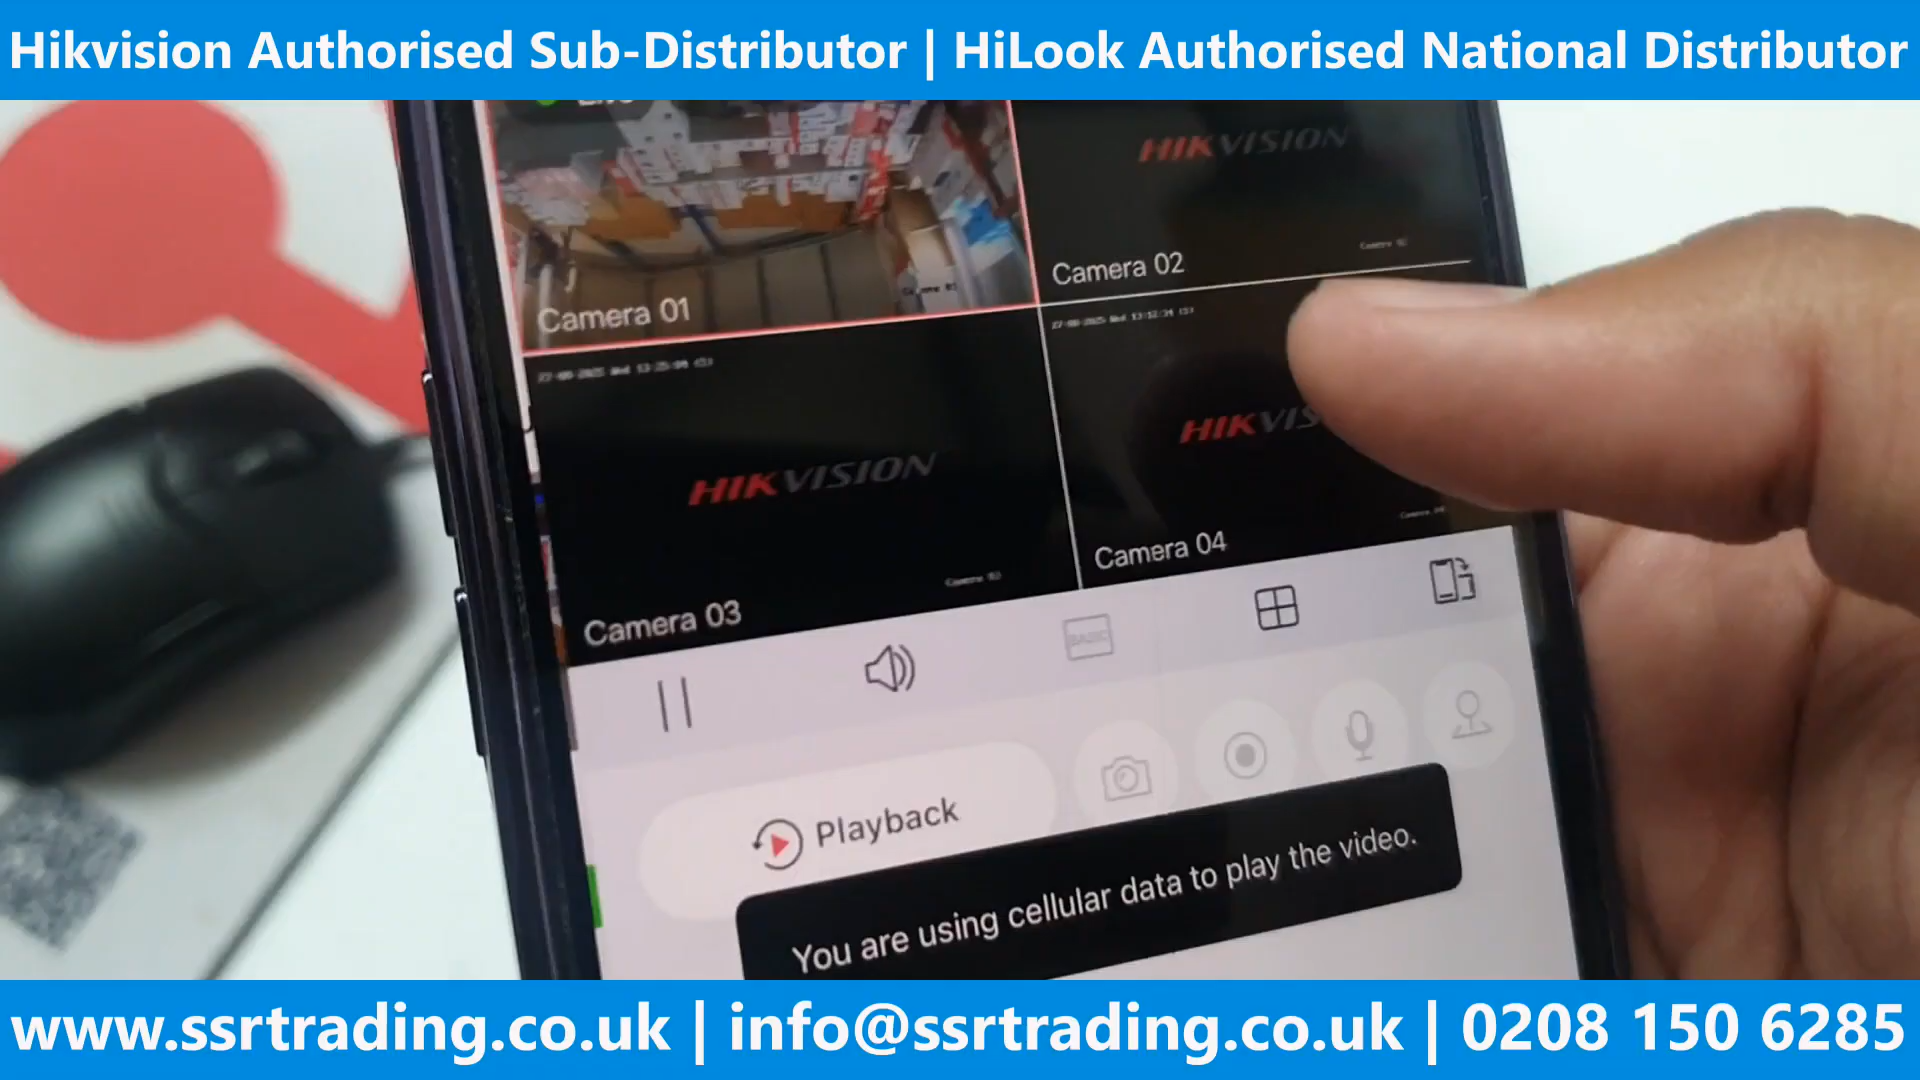 Hikvision Authorised Sub-Distributor | HiLook Authorised National Distributor
Live
HIKVISION
Camera 02
Camera 01
HIKVISION
HIKVIS
Camera 04
Camera 03
BASIC
Playback
You are using cellular data to play the video.
www.ssrtrading.co.uk | info@ssrtrading.co.uk | 0208 150 6285